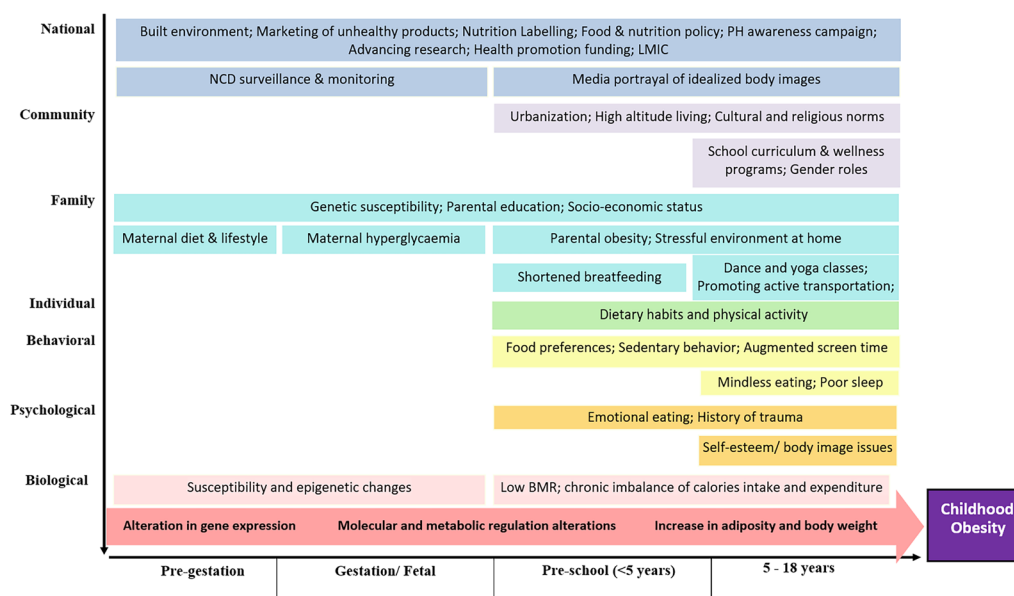 National
Built environment; Marketing of unhealthy products; Nutrition Labelling; Food & nutrition policy; PH awareness campaign;
Advancing research; Health promotion funding; LMIC
NCD surveillance & monitoring
Media portrayal of idealized body images
Community
Urbanization; High altitude living; Cultural and religious norms
School curriculum & wellness
programs; Gender roles
Family
Genetic susceptibility; Parental education; Socio-economic status
Maternal diet & lifestyle
Maternal hyperglycaemia
Parental obesity; Stressful environment at home
Shortened breastfeeding
Dance and yoga classes;
Promoting active transportation;
Individual
Dietary habits and physical activity
Behavioral
Food preferences; Sedentary behavior; Augmented screen time
Mindless eating; Poor sleep
Psychological
Emotional eating; History of trauma
Self-esteem/ body image issues
Biological
Susceptibility and epigenetic changes
Low BMR; chronic imbalance of calories intake and expenditure
Alteration in gene expression
Molecular and metabolic regulation alterations
Increase in adiposity and body weight
Childhood
Obesity
Pre-gestation
Gestation/ Fetal
Pre-school (<5 years)
5 - 18 years